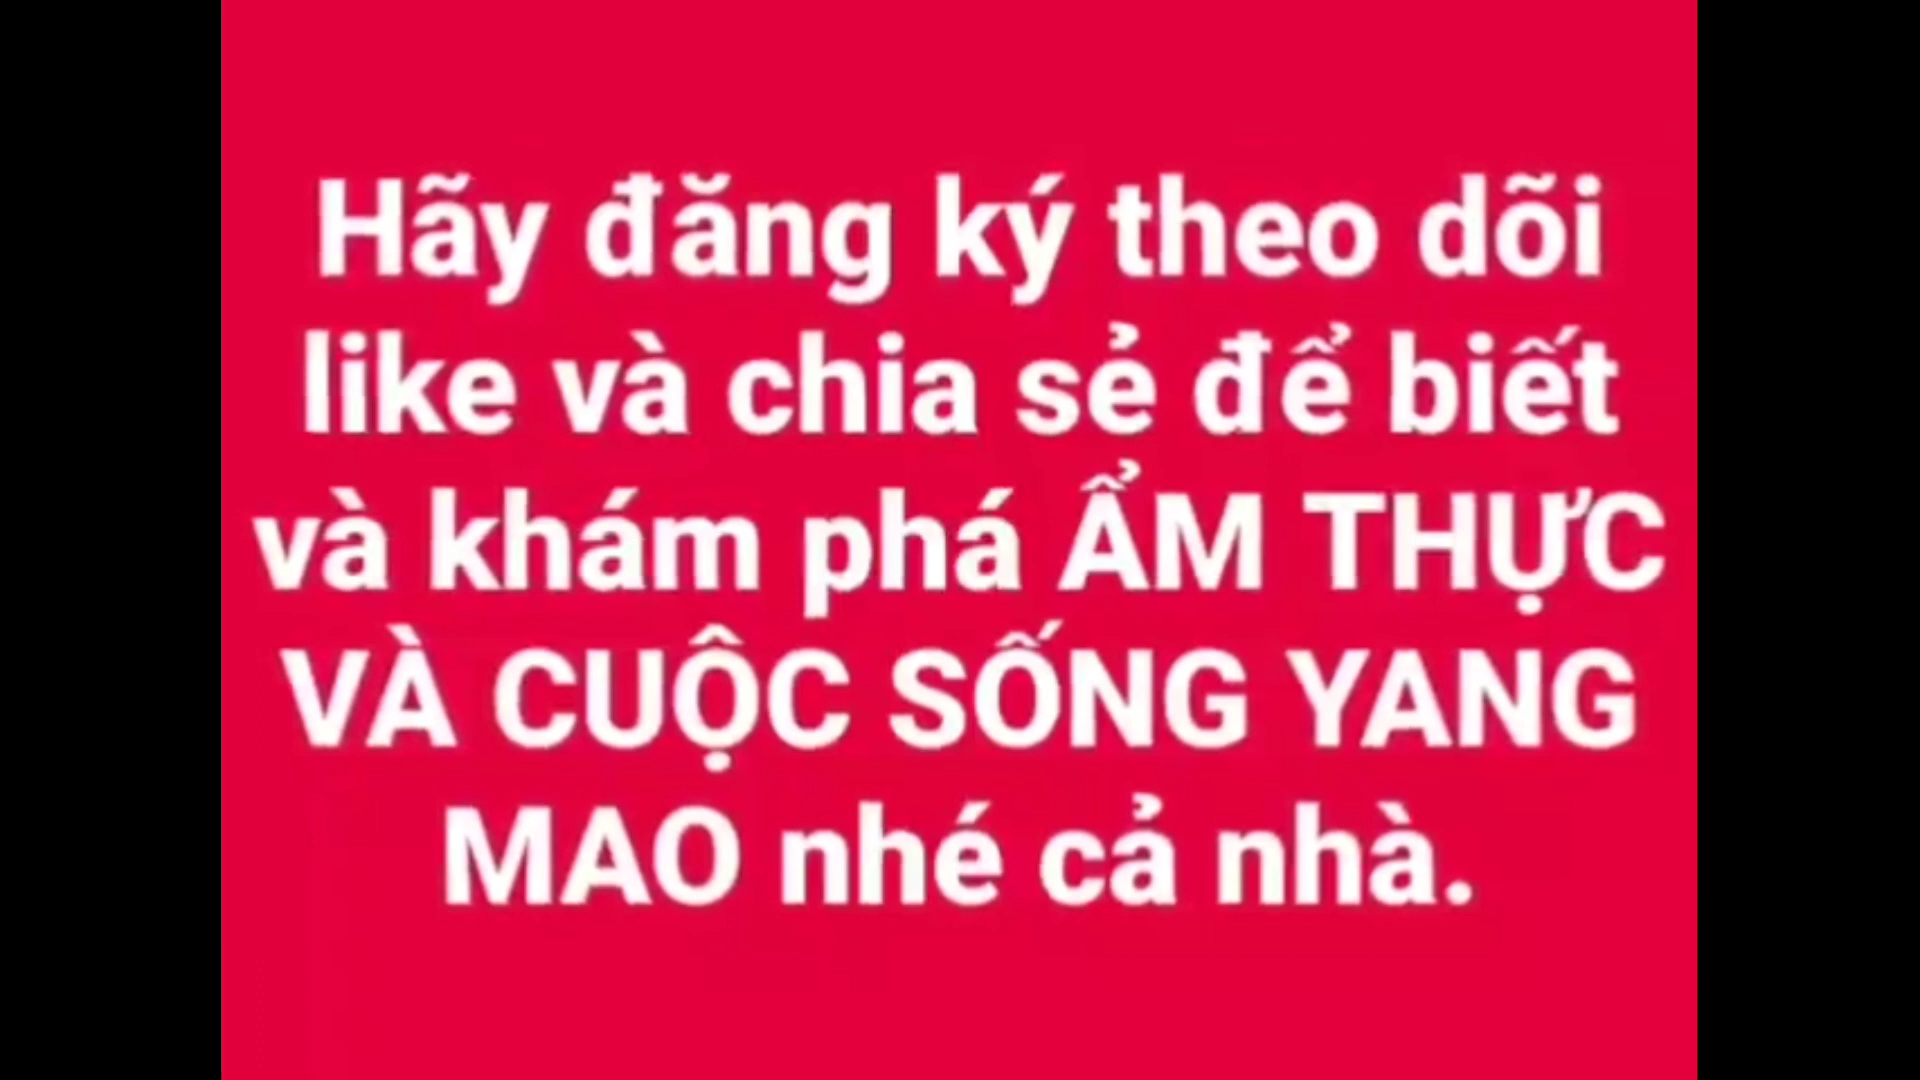 Hãy đăng ký theo dõi
like và chia sẻ để biết
và khám phá ẨM THỰC
VÀ CUỘC SỐNG YANG
MAO nhé cả nhà.